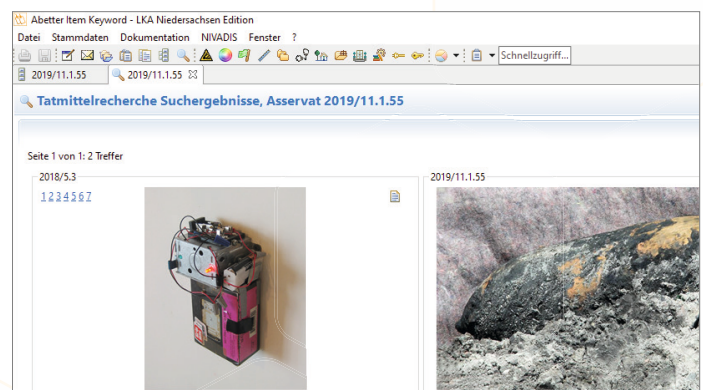 Abetter Item Keyword - LKA Niedersachsen Edition
Datei Stammdaten Dokumentation NIVADIS Fenster ?
Schnellzugriff...
2019/11.1.55 2019/11.1.55
Tatmittelrecherche Suchergebnisse, Asservat 2019/11.1.55
Seite 1 von 1: 2 Treffer
2018/5.3 2019/11.1.55
1 2 3 4 5 6 7